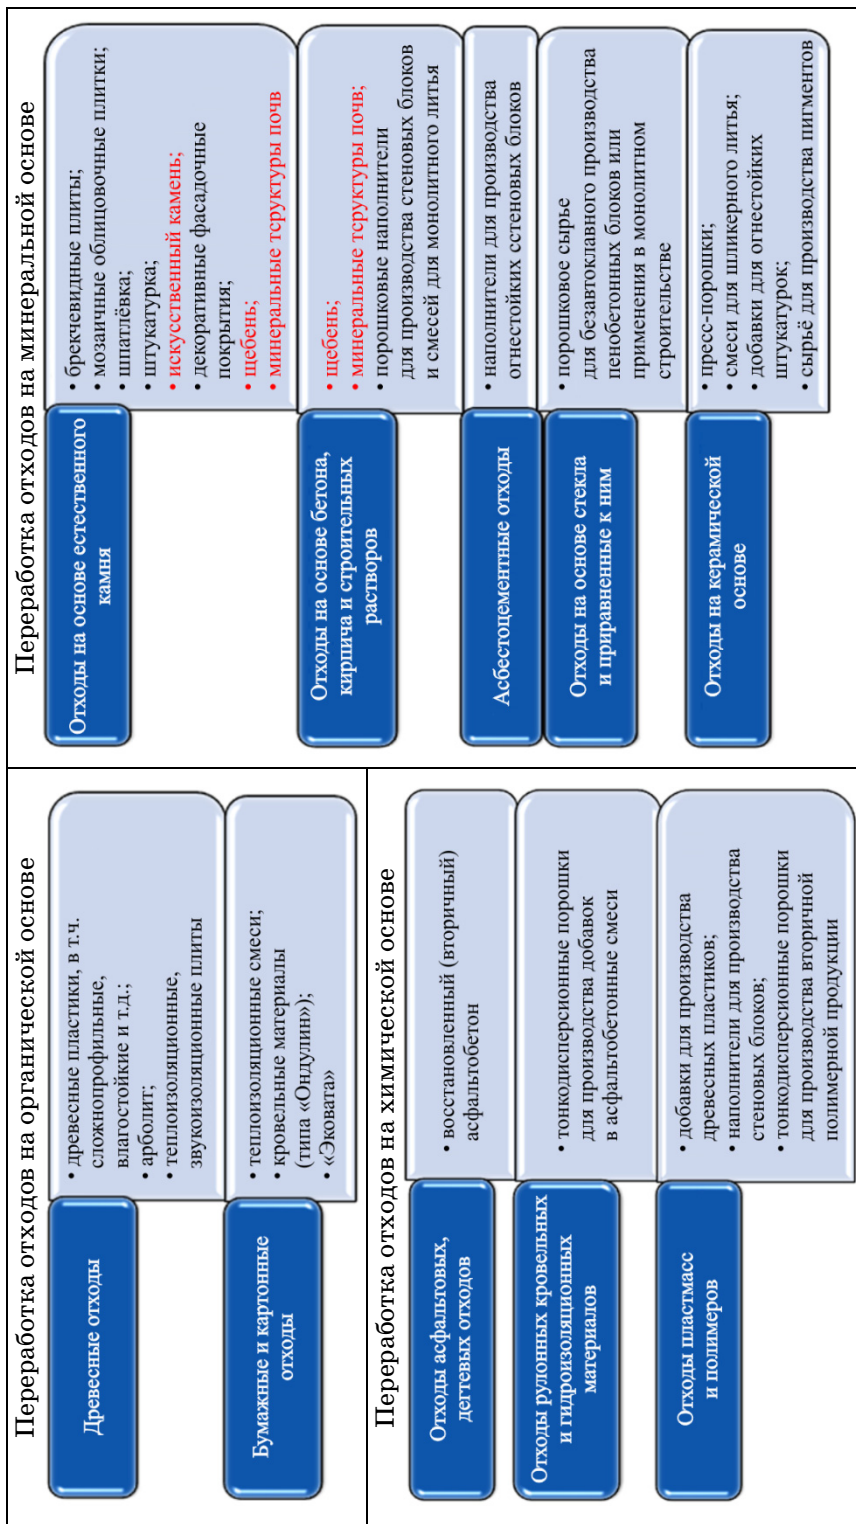 Переработка отходов на органической основе
Древесные отходы
• древесные пластики, в т.ч.
сложнопрофильные,
влагостойкие и т.д.;
• арболит;
• теплоизоляционные,
звукоизоляционные плиты
Бумажные и картонные
отходы
• теплоизоляционные смеси;
• кровельные материалы
(типа «Ондулин»);
• «Эковата»
Переработка отходов на минеральной основе
Отходы на основе естественного
камня
• брекчевидные плиты;
• мозаичные облицовочные плитки;
• шпатлёвка;
• штукатурка;
• искусственный камень;
• декоративные фасадочные
покрытия;
• щебень;
• минеральные тсруктуры почв
Отходы на основе бетона,
кирпича и строительных
растворов
• щебень;
• минеральные тсруктуры почв;
• порошковые наполнители
для производства стеновых блоков
и смесей для монолитного литья
Асбестоцементные отходы
• наполнители для производства
огнестойких сстеновых блоков
Отходы на основе стекла
и приравненные к ним
• порошковое сырье
для безавтоклавного производства
пенобетонных блоков или
применения в монолитном
строительстве
Отходы на керамической
основе
• пресс-порошки;
• смеси для шликерного литья;
• добавки для огнестойких
штукатурок;
• сырьё для производства пигментов
Переработка отходов на химической основе
Отходы асфальтовых,
дегтевых отходов
• восстановленный (вторичный)
асфальтобетон
Отходы рулонных кровельных
и гидроизоляционных
материалов
• тонкодисперсионные порошки
для производства добавок
в асфальтобетонные смеси
Отходы пластмасс
и полимеров
• добавки для производства
древесных пластиков;
• наполнители для производства
стеновых блоков;
• тонкодисперсионные порошки
для производства вторичной
полимерной продукции